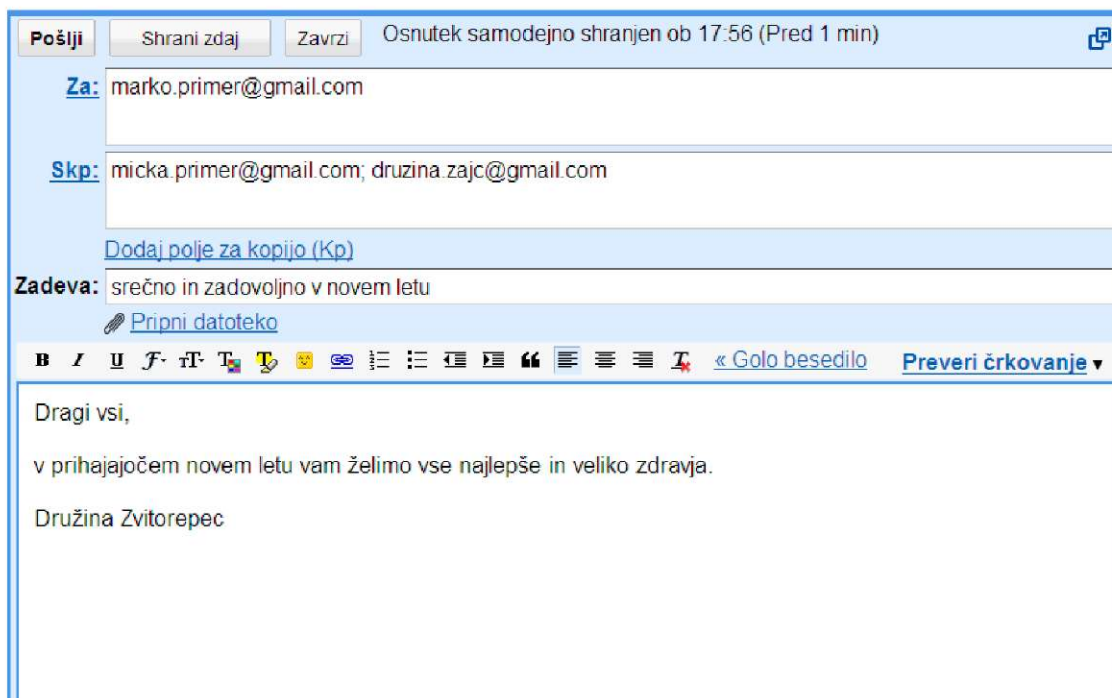 Pošlji Shrani zdaj Zavrzi Osnutek samodejno shranjen ob 17:56 (Pred 1 min)
Za: marko.primer@gmail.com
Skp: micka.primer@gmail.com; druzina.zajc@gmail.com
Dodaj polje za kopijo (Kp)
Zadeva: srečno in zadovoljno v novem letu
Pripni datoteko
B I U F T T T T « Golo besedilo Preveri črkovanje
Dragi vsi,
v prihajajočem novem letu vam želimo vse najlepše in veliko zdravja.
Družina Zvitorepec